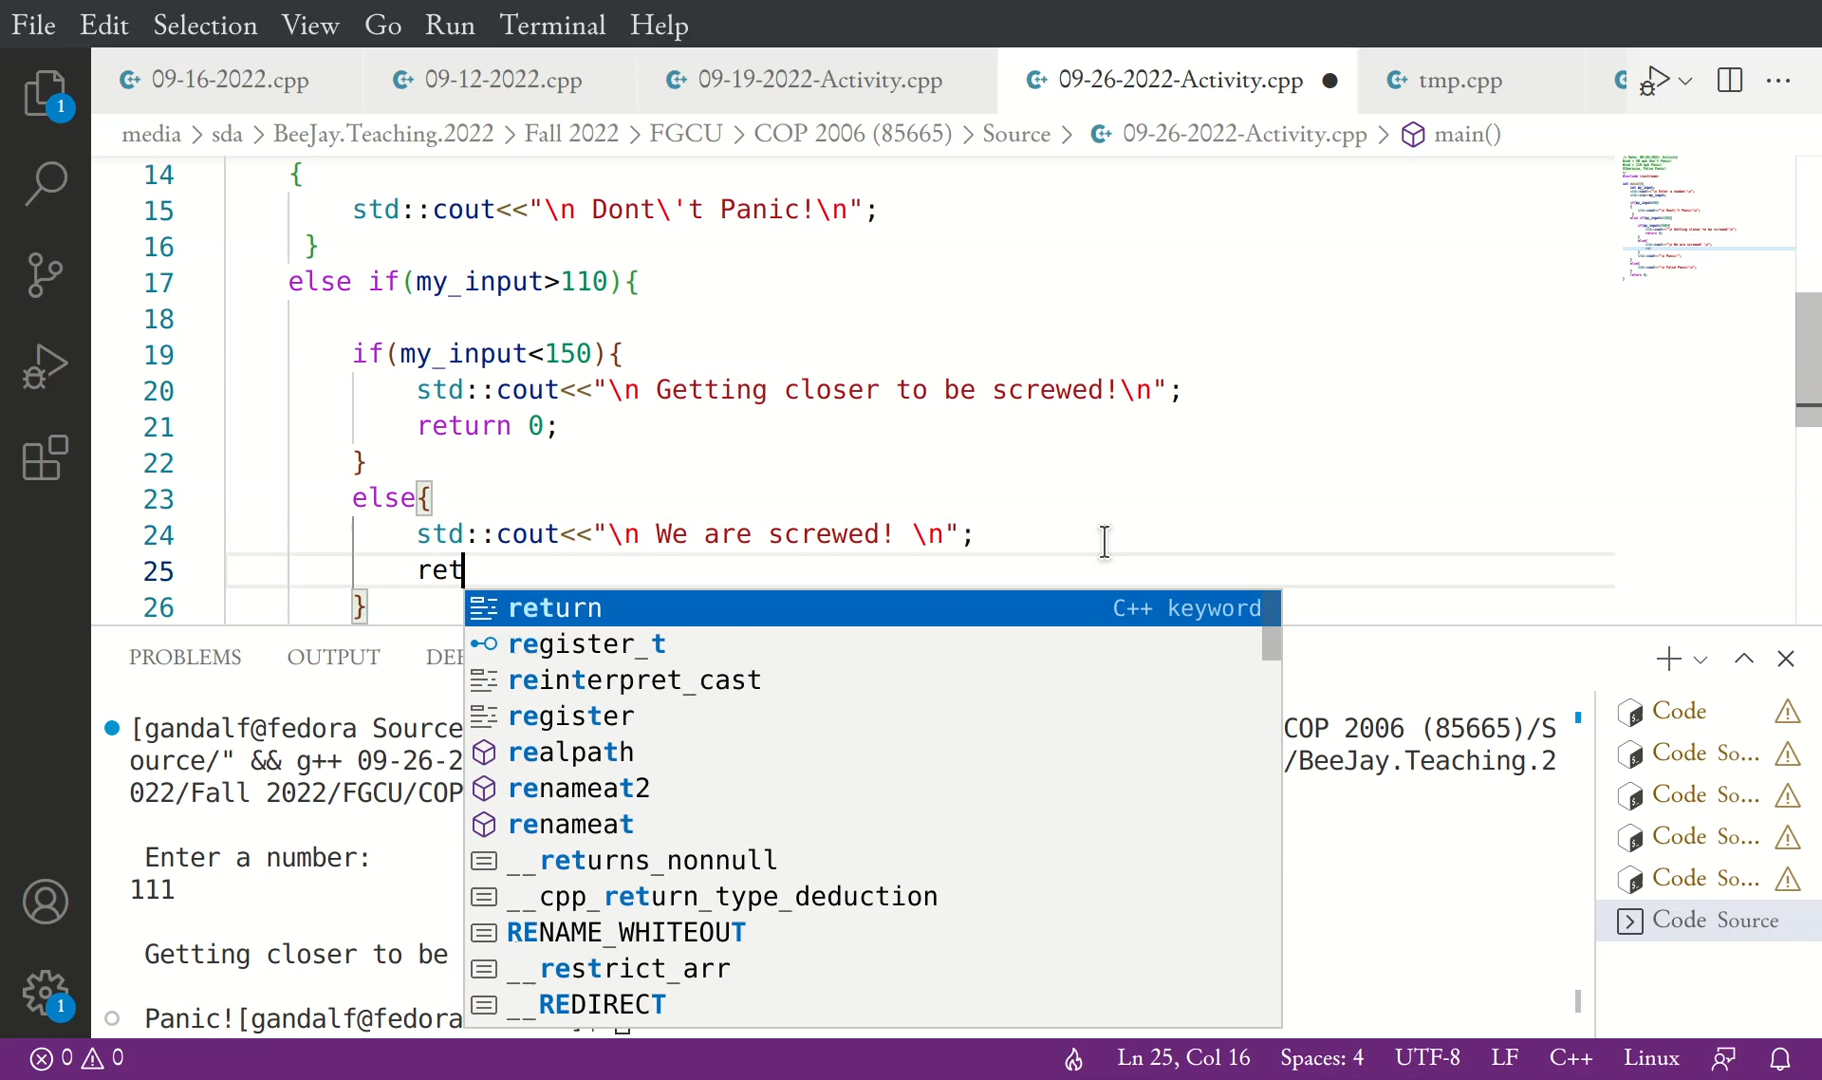 File Edit Selection View Go Run Terminal Help
09-16-2022.cpp 09-12-2022.cpp 09-19-2022-Activity.cpp 09-26-2022-Activity.cpp tmp.cpp
media > sda > BeeJay.Teaching.2022 > Fall 2022 > FGCU > COP 2006 (85665) > Source > 09-26-2022-Activity.cpp > main()
14 {
15 std::cout<<"\n Dont\'t Panic!\n";
16 }
17 else if(my_input>110){
18
19 if(my_input<150){
20 std::cout<<"\n Getting closer to be screwed!\n";
21 return 0;
22 }
23 else{
24 std::cout<<"\n We are screwed! \n";
25 ret
26 }
return C++ keyword
register_t
reinterpret_cast
register
realpath
renameat2
renameat
__returns_nonnull
__cpp_return_type_deduction
RENAME_WHITEOUT
__restrict_arr
__REDIRECT
PROBLEMS OUTPUT
[gandalf@fedora Source COP 2006 (85665)/S
ource/" && g++ 09-26-2 /BeeJay.Teaching.2
022/Fall 2022/FGCU/COP
Enter a number:
111
Getting closer to be
Panic![gandalf@fedora
Code
Code So...
Code So...
Code So...
Code So...
Code Source
1
1
0 0 Ln 25, Col 16 Spaces: 4 UTF-8 LF C++ Linux